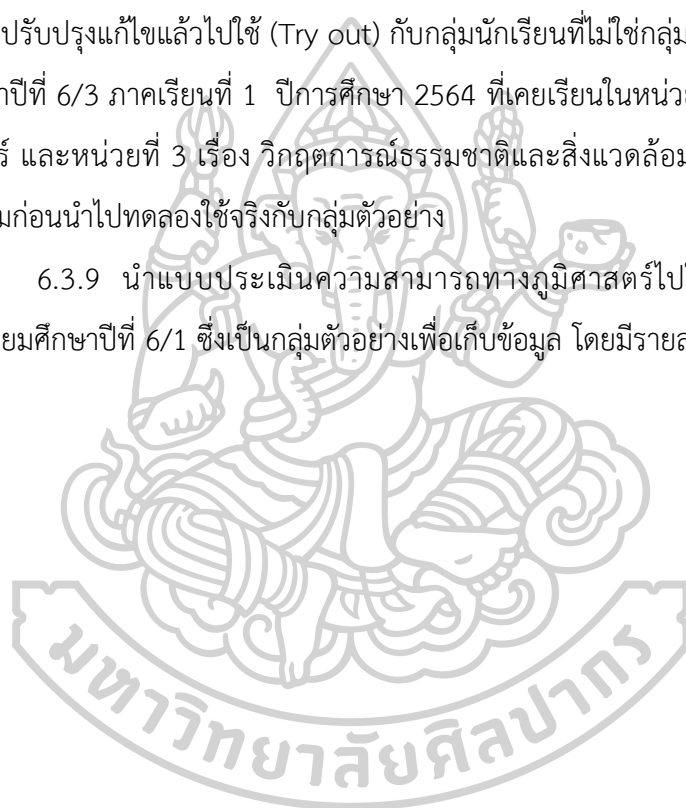 ปรับปรุงแก้ไขแล้วไปใช้ (Try out) กับกลุ่มนักเรียนที่ไม่ใช่กลุ่ม
ปีที่ 6/3 ภาคเรียนที่ 1 ปีการศึกษา 2564 ที่เคยเรียนในหน่วย
และหน่วยที่ 3 เรื่อง วิกฤตการณ์ธรรมชาติและสิ่งแวดล้อม
ก่อนนำไปทดลองใช้จริงกับกลุ่มตัวอย่าง
6.3.9 นำแบบประเมินความสามารถทางภูมิศาสตร์ไป
ยมศึกษาปีที่ 6/1 ซึ่งเป็นกลุ่มตัวอย่างเพื่อเก็บข้อมูล โดยมีราย
มหาวิทยาลัยศิลปากร